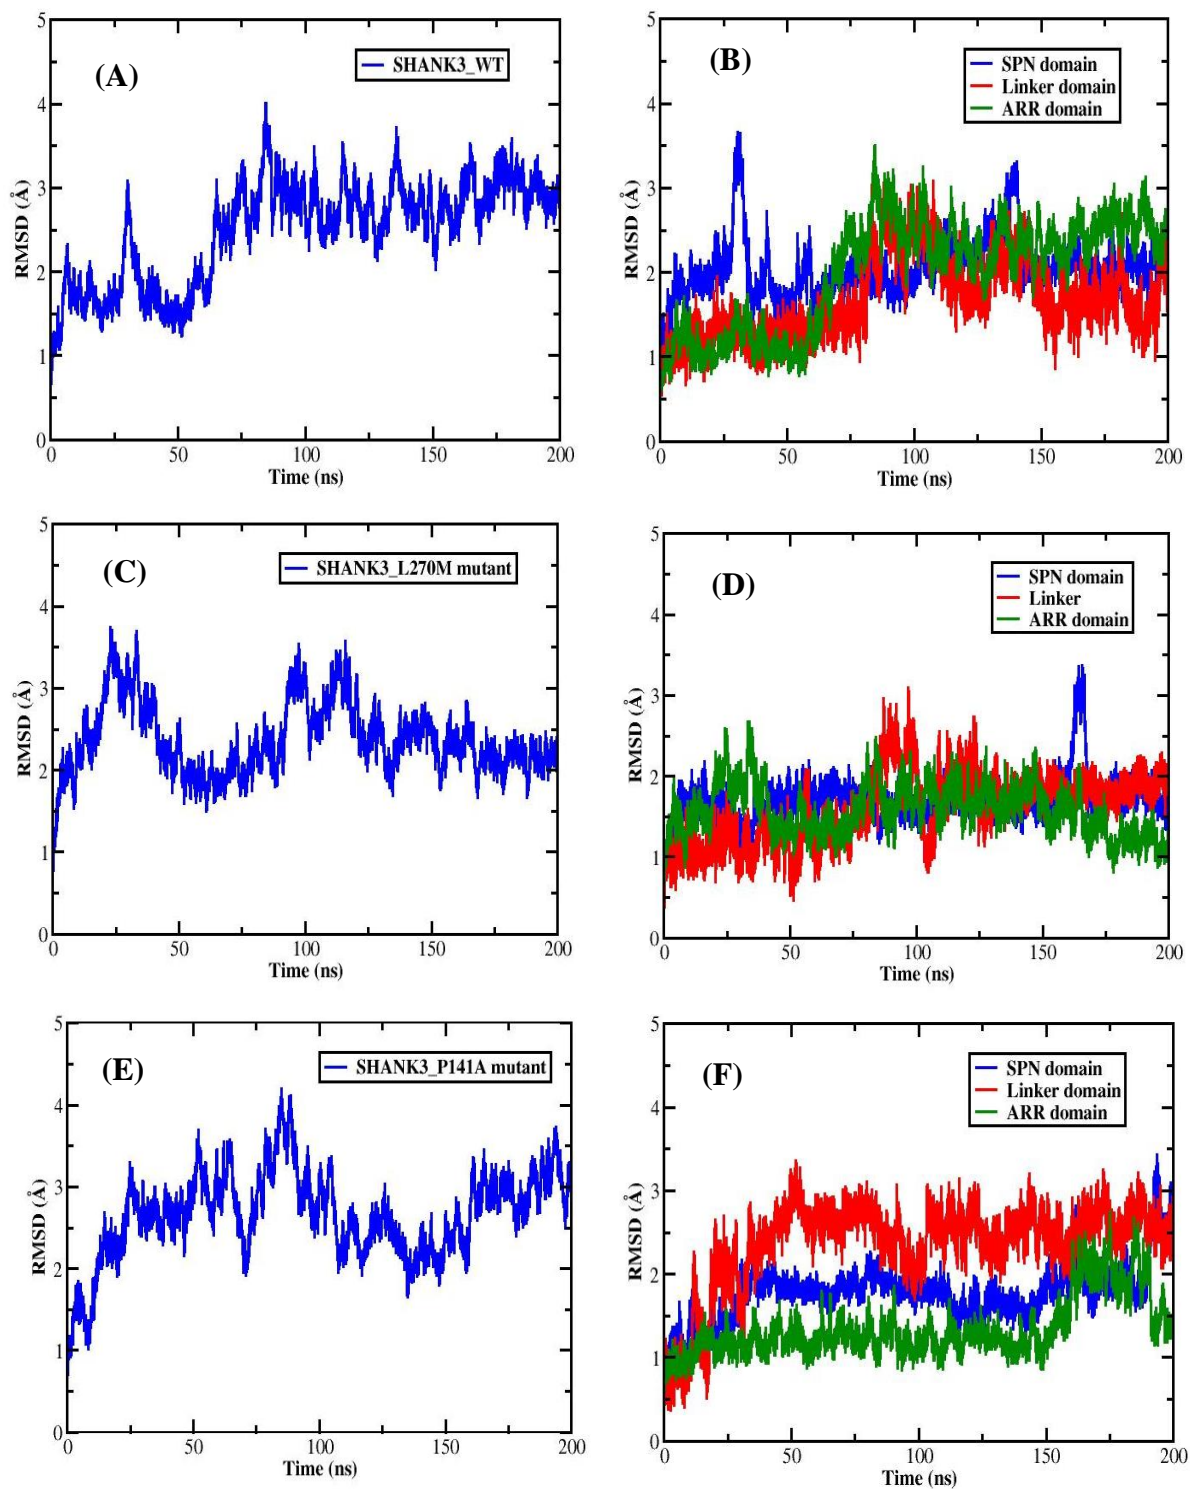 (A)
SHANK3_WT
RMSD (Å)
5
4
3
2
1
0
0 50 100 150 200
Time (ns)
(B)
SPN domain
Linker domain
ARR domain
RMSD (Å)
5
4
3
2
1
0
0 50 100 150 200
Time (ns)
(C)
SHANK3_L270M mutant
RMSD (Å)
5
4
3
2
1
0
0 50 100 150 200
Time (ns)
(D)
SPN domain
Linker
ARR domain
RMSD (Å)
5
4
3
2
1
0
0 50 100 150 200
Time (ns)
(E)
SHANK3_P141A mutant
RMSD (Å)
5
4
3
2
1
0
0 50 100 150 200
Time (ns)
(F)
SPN domain
Linker domain
ARR domain
RMSD (Å)
5
4
3
2
1
0
0 50 100 150 200
Time (ns)